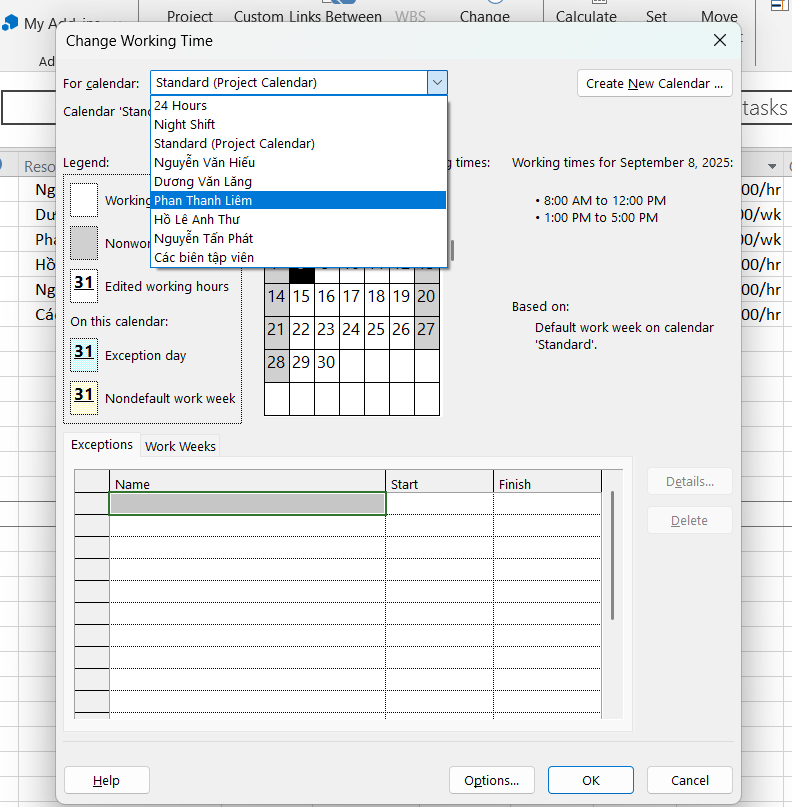 My Add-ins
Project
Custom Links Between
WBS
Change
Calculate
Set
Move
Change Working Time
For calendar:
Standard (Project Calendar)
Create New Calendar ...
24 Hours
Night Shift
Standard (Project Calendar)
Nguyễn Văn Hiếu
Dương Văn Lăng
Phan Thanh Liêm
Hồ Lê Anh Thư
Nguyễn Tấn Phát
Các biên tập viên
Calendar 'Stan
tasks
Legend:
times:
Working times for September 8, 2025:
Working
• 8:00 AM to 12:00 PM
• 1:00 PM to 5:00 PM
Nonwor
31 Edited working hours
On this calendar:
31 Exception day
31 Nondefault work week
14 15 16 17 18 19 20
21 22 23 24 25 26 27
28 29 30
Based on:
Default work week on calendar
'Standard'.
Reso
Ng
00/hr
Dư
0/wk
Pha
00/hr
Hồ
00/hr
Ng
00/hr
Các
00/hr
Exceptions
Work Weeks
Name
Start
Finish
Details...
Delete
Help
Options...
OK
Cancel